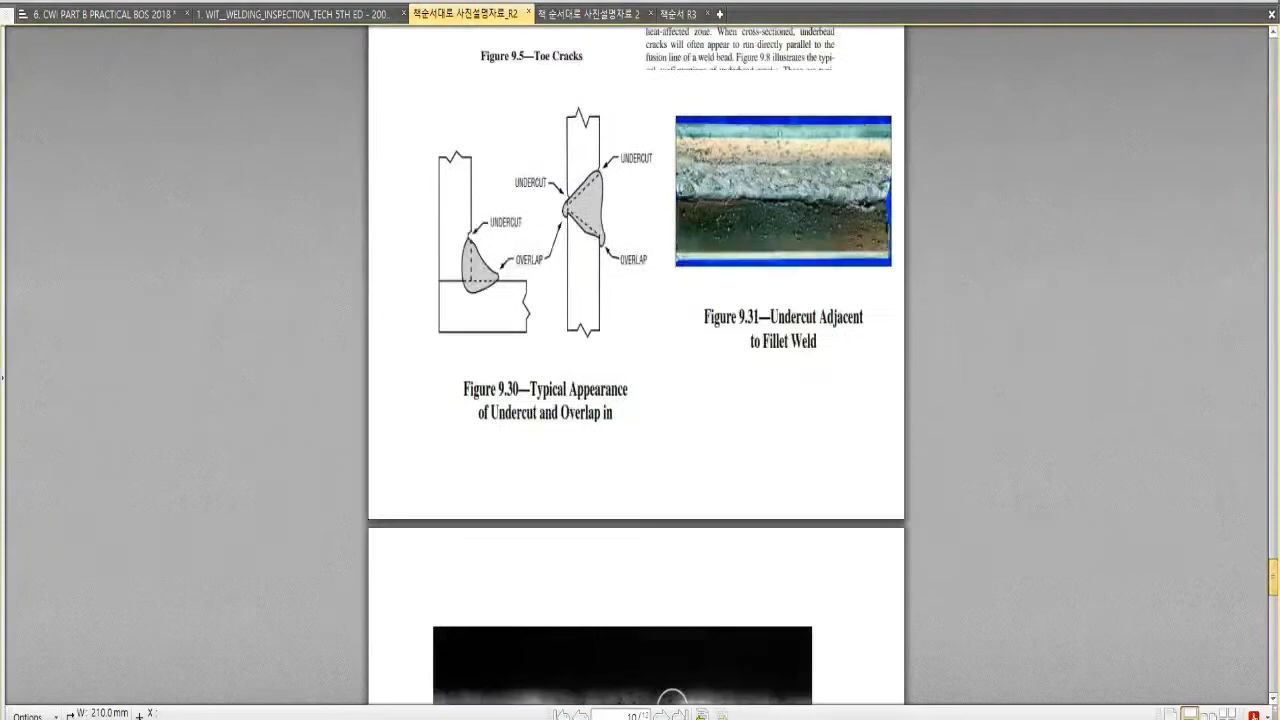 6. CWI PART B PRACTICAL BOS 2018 *
1. WIT__WELDING_INSPECTION_TECH 5TH ED - 200...
책순서대로 사진설명자료_R2
책 순서대로 사진설명자료 2
책순서 R3
heat-affected zone. When cross-sectioned, underbead
cracks will often appear to run directly parallel to the
fusion line of a weld bead. Figure 9.8 illustrates the typi-
Figure 9.5—Toe Cracks
UNDERCUT
UNDERCUT
UNDERCUT
OVERLAP
OVERLAP
Figure 9.31—Undercut Adjacent
to Fillet Weld
Figure 9.30—Typical Appearance
of Undercut and Overlap in
Options
W: 210.0mm
X :